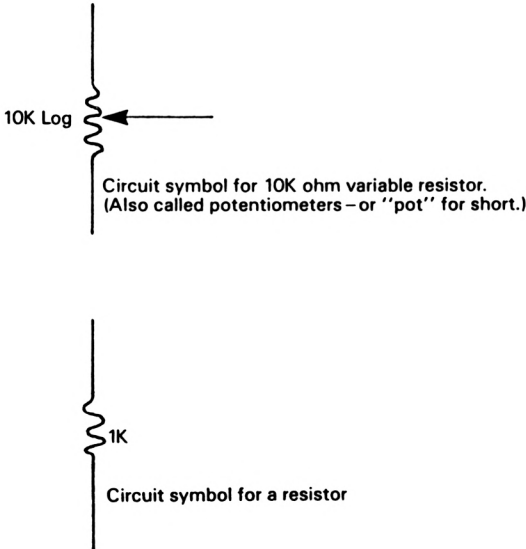 10K Log
Circuit symbol for 10K ohm variable resistor.
(Also called potentiometers – or ''pot'' for short.)
1K
Circuit symbol for a resistor